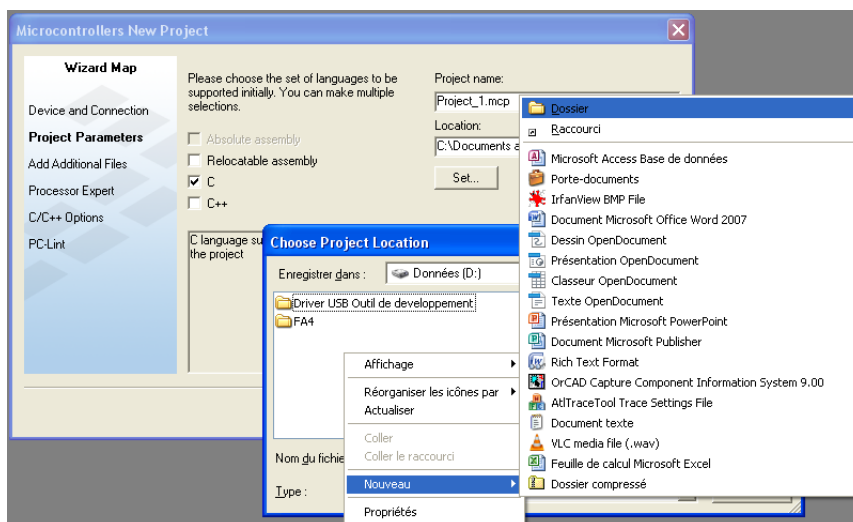 Microcontrollers New Project
Wizard Map
Device and Connection
Project Parameters
Add Additional Files
Processor Expert
C/C++ Options
PC-Lint
Please choose the set of languages to be
supported initially. You can make multiple
selections.
Absolute assembly
Relocatable assembly
C
C++
C language su
the project
Project name:
Project_1.mcp
Location:
C:\Documents a
Set...
Choose Project Location
Enregistrer dans :
Données (D:)
Driver USB Outil de developpement
FA4
Nom du fichie
Type :
Affichage
Réorganiser les icônes par
Actualiser
Coller
Coller le raccourci
Nouveau
Propriétés
Dossier
Raccourci
Microsoft Access Base de données
Porte-documents
IrfanView BMP File
Document Microsoft Office Word 2007
Dessin OpenDocument
Présentation OpenDocument
Classeur OpenDocument
Texte OpenDocument
Présentation Microsoft PowerPoint
Document Microsoft Publisher
Rich Text Format
OrCAD Capture Component Information System 9.00
AtlTraceTool Trace Settings File
Document texte
VLC media file (.wav)
Feuille de calcul Microsoft Excel
Dossier compressé